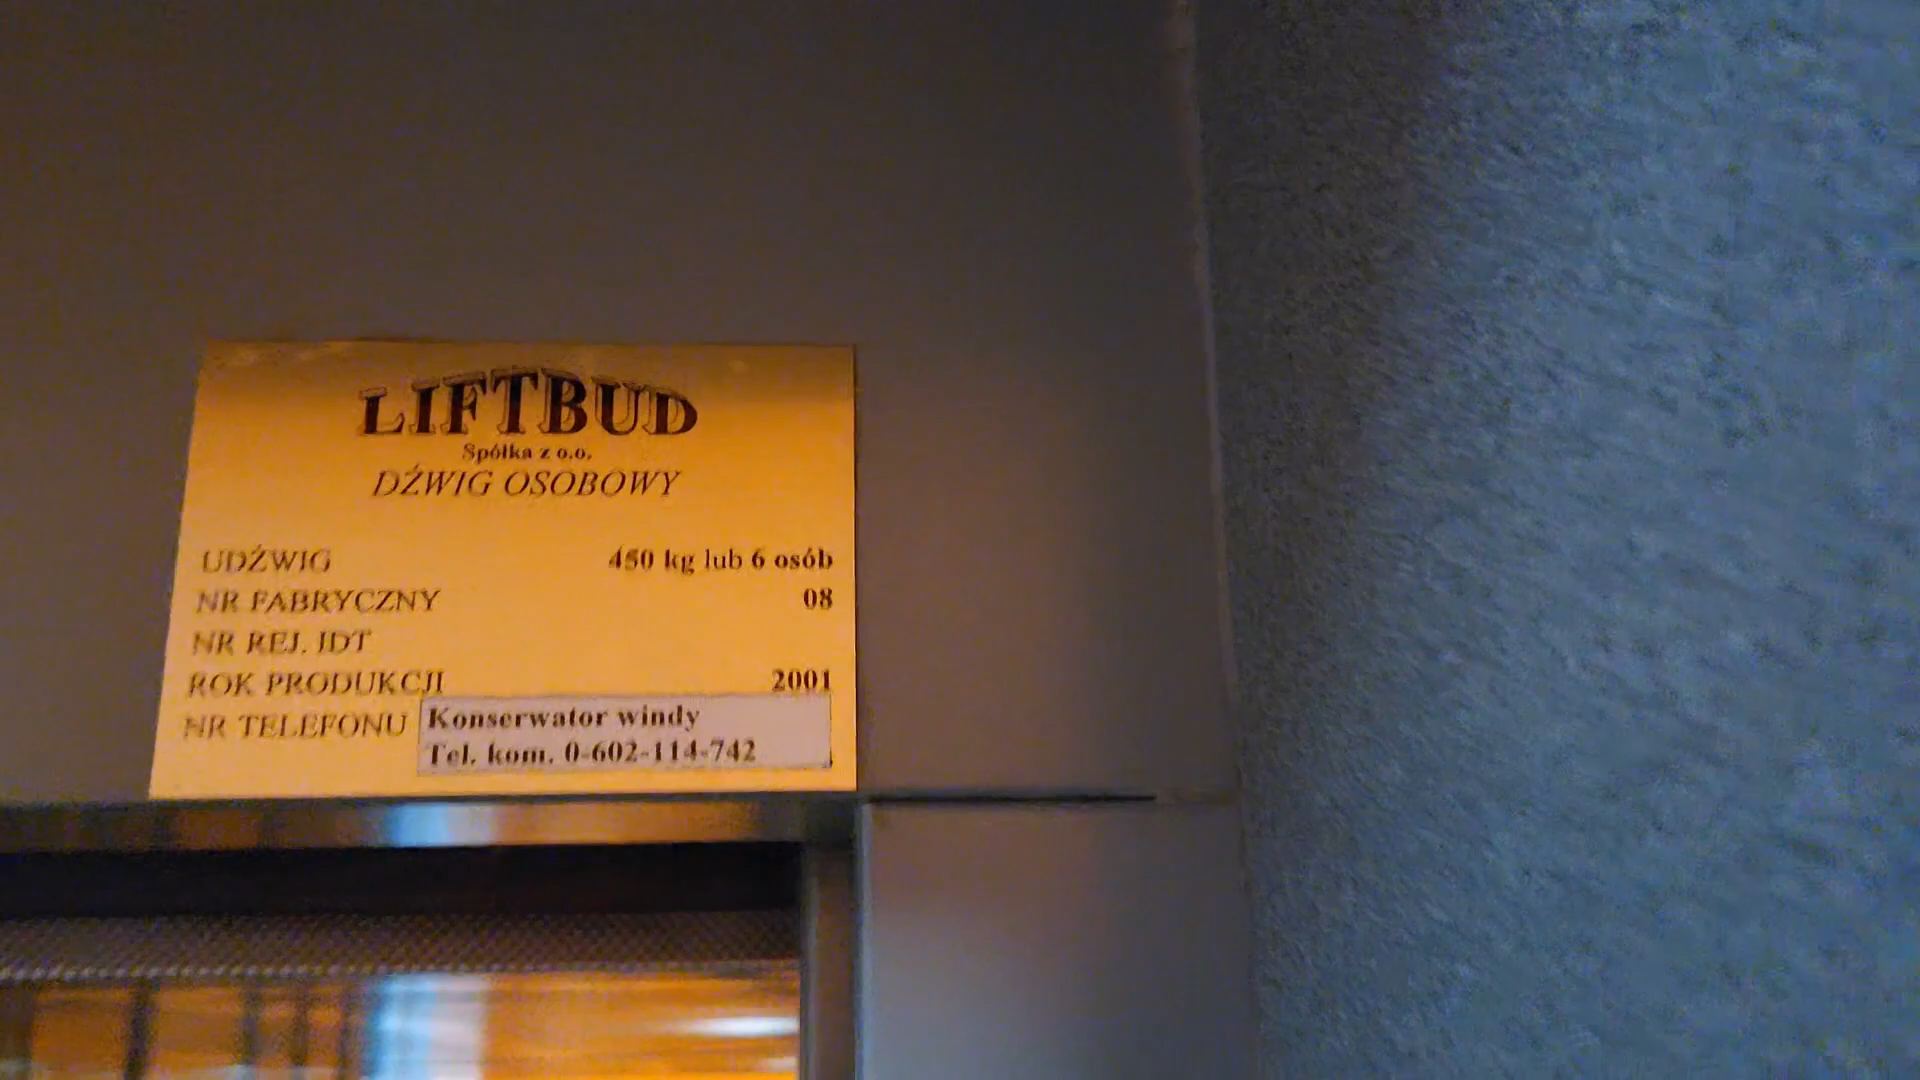 LIFTBUD
Spółka z o.o.
DŹWIG OSOBOWY
UDŹWIG 450 kg lub 6 osób
NR FABRYCZNY 08
NR REJ. IDT
ROK PRODUKCJI 2001
NR TELEFONU Konserwator windy
Tel. kom. 0-602-114-742